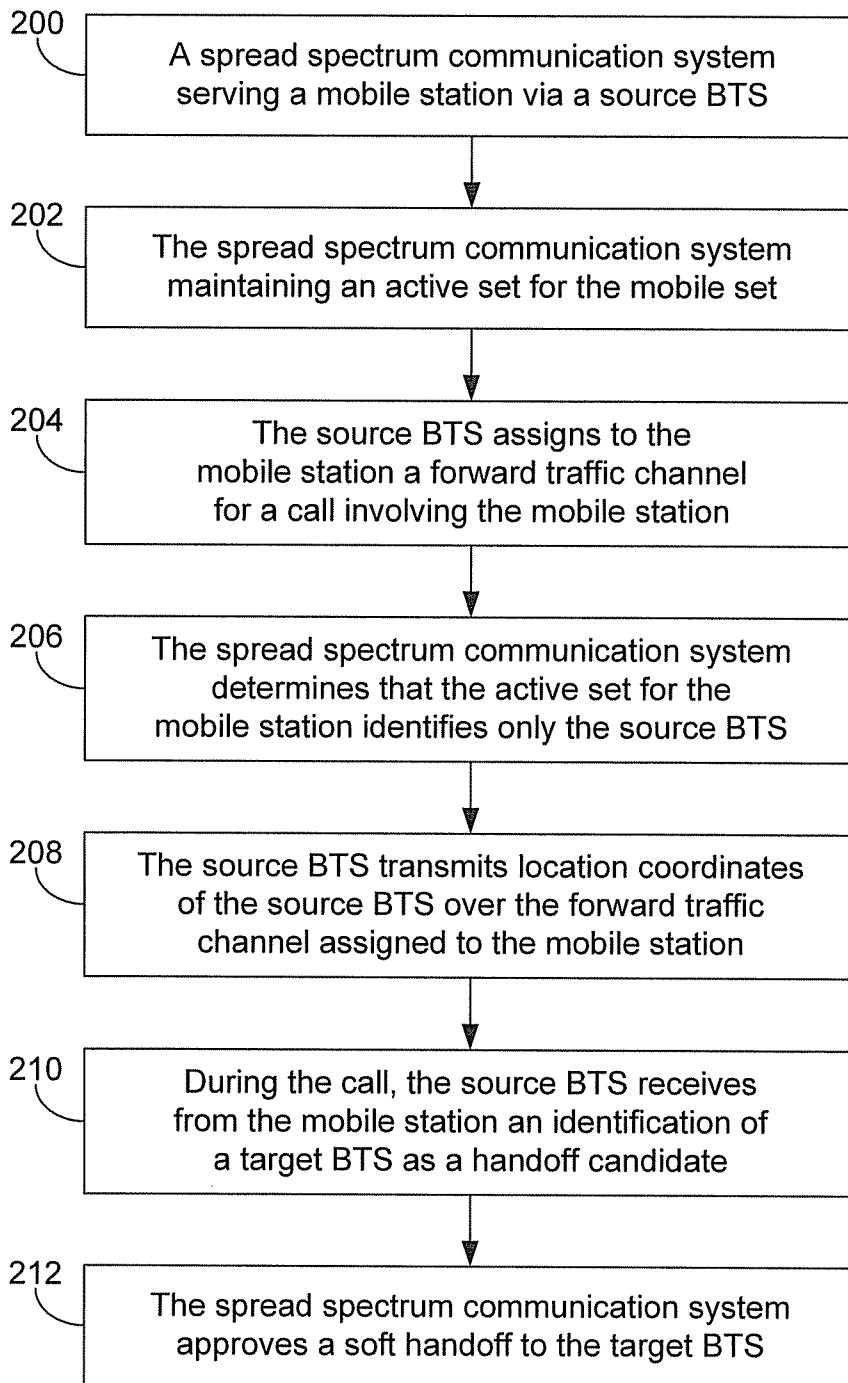 200
A spread spectrum communication system
serving a mobile station via a source BTS
202
The spread spectrum communication system
maintaining an active set for the mobile set
204
The source BTS assigns to the
mobile station a forward traffic channel
for a call involving the mobile station
206
The spread spectrum communication system
determines that the active set for the
mobile station identifies only the source BTS
208
The source BTS transmits location coordinates
of the source BTS over the forward traffic
channel assigned to the mobile station
210
During the call, the source BTS receives
from the mobile station an identification of
a target BTS as a handoff candidate
212
The spread spectrum communication system
approves a soft handoff to the target BTS